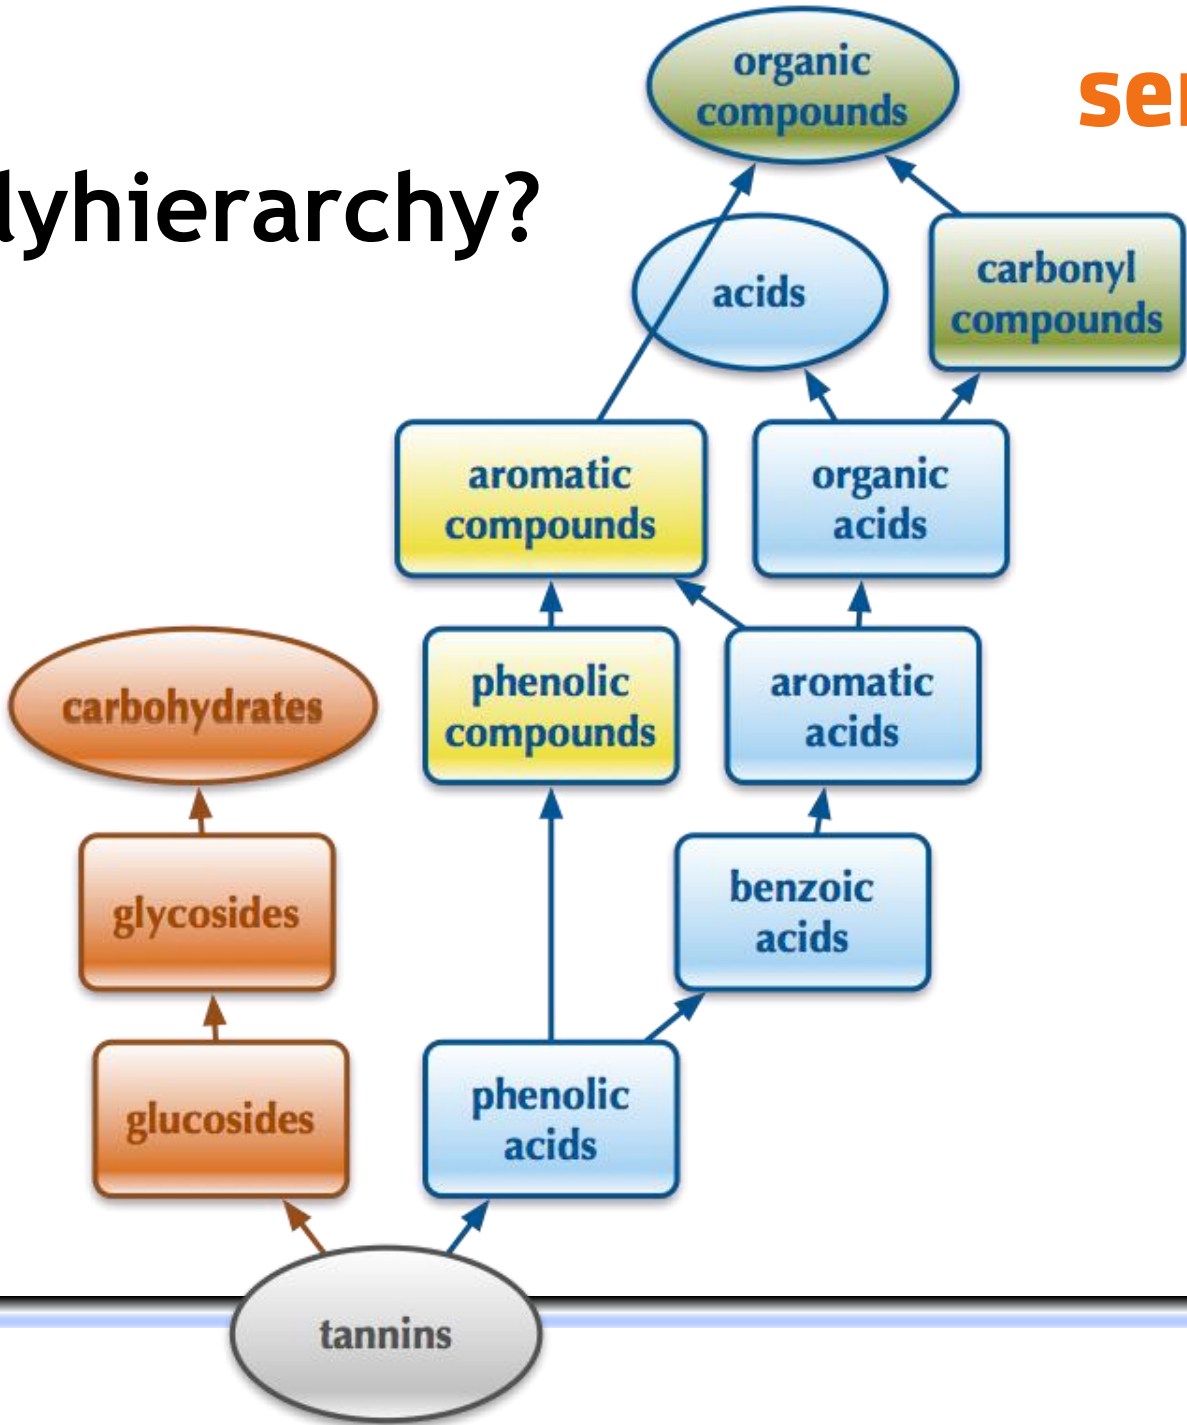 organic
compounds
lyhierarchy?
acids
carbonyl
compounds
aromatic
compounds
organic
acids
carbohydrates
phenolic
compounds
aromatic
acids
glycosides
benzoic
acids
glucosides
phenolic
acids
tannins